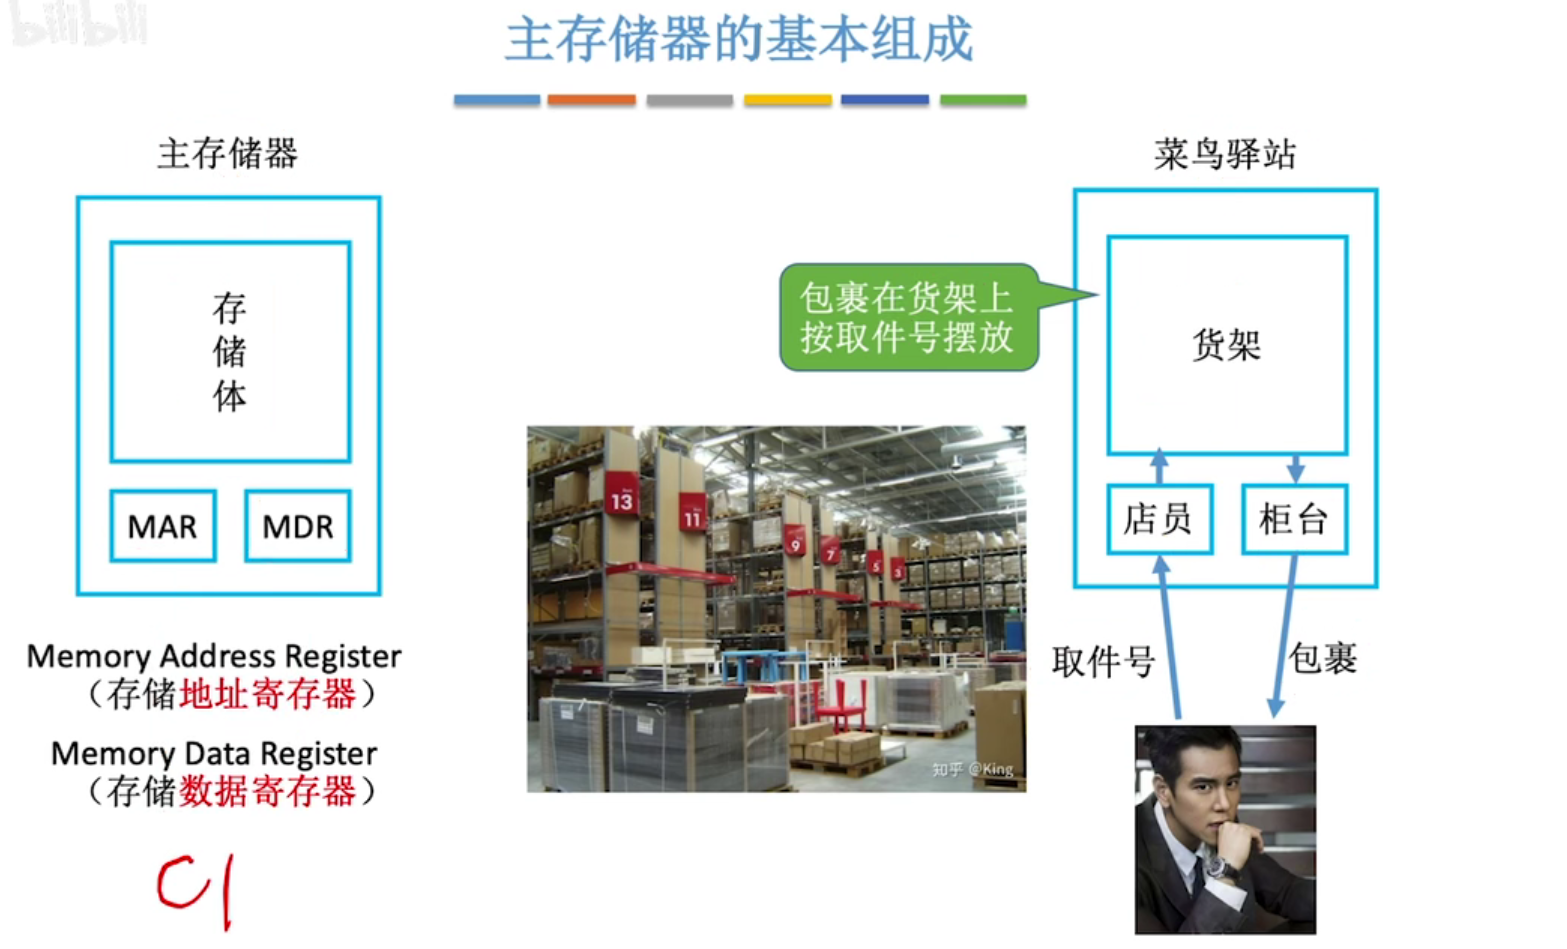 bilibili
主存储器的基本组成
主存储器
存
储
体
MAR
MDR
Memory Address Register
（存储地址寄存器）
Memory Data Register
（存储数据寄存器）
包裹在货架上
按取件号摆放
13
11
9
7
5
3
知乎 @King
菜鸟驿站
货架
店员
柜台
取件号
包裹